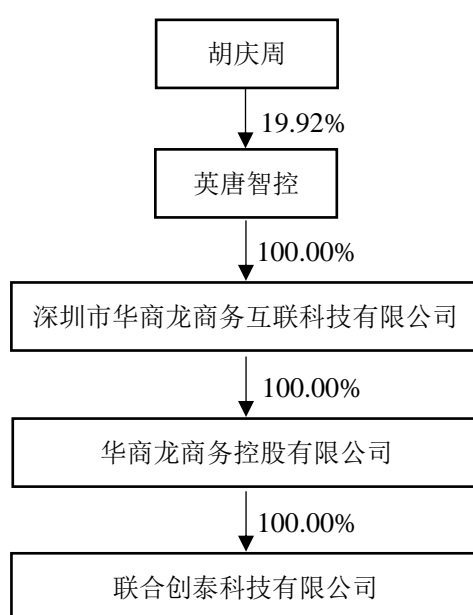 胡庆周
19.92%
英唐智控
100.00%
深圳市华商龙商务互联科技有限公司
100.00%
华商龙商务控股有限公司
100.00%
联合创泰科技有限公司